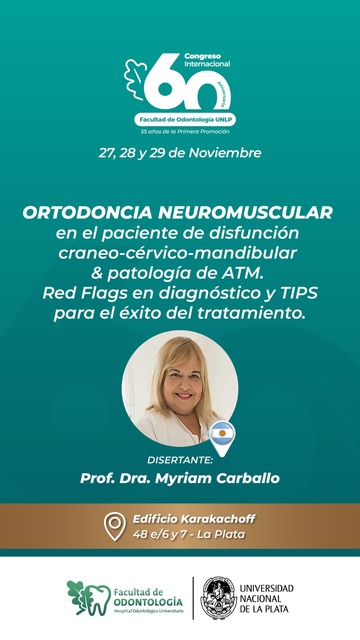 Congreso
Internacional
60
Facultad de Odontología UNLP
55 años de la Primera Promoción
27, 28 y 29 de Noviembre
ORTODONCIA NEUROMUSCULAR
en el paciente de disfunción
craneo-cérvico-mandibular
& patología de ATM.
Red Flags en diagnóstico y TIPS
para el éxito del tratamiento.
DISERTANTE:
Prof. Dra. Myriam Carballo
Edificio Karakachoff
48 e/6 y 7 - La Plata
Facultad de
ODONTOLOGÍA
Hospital Odontológico Universitario
UNIVERSIDAD
NACIONAL
DE LA PLATA